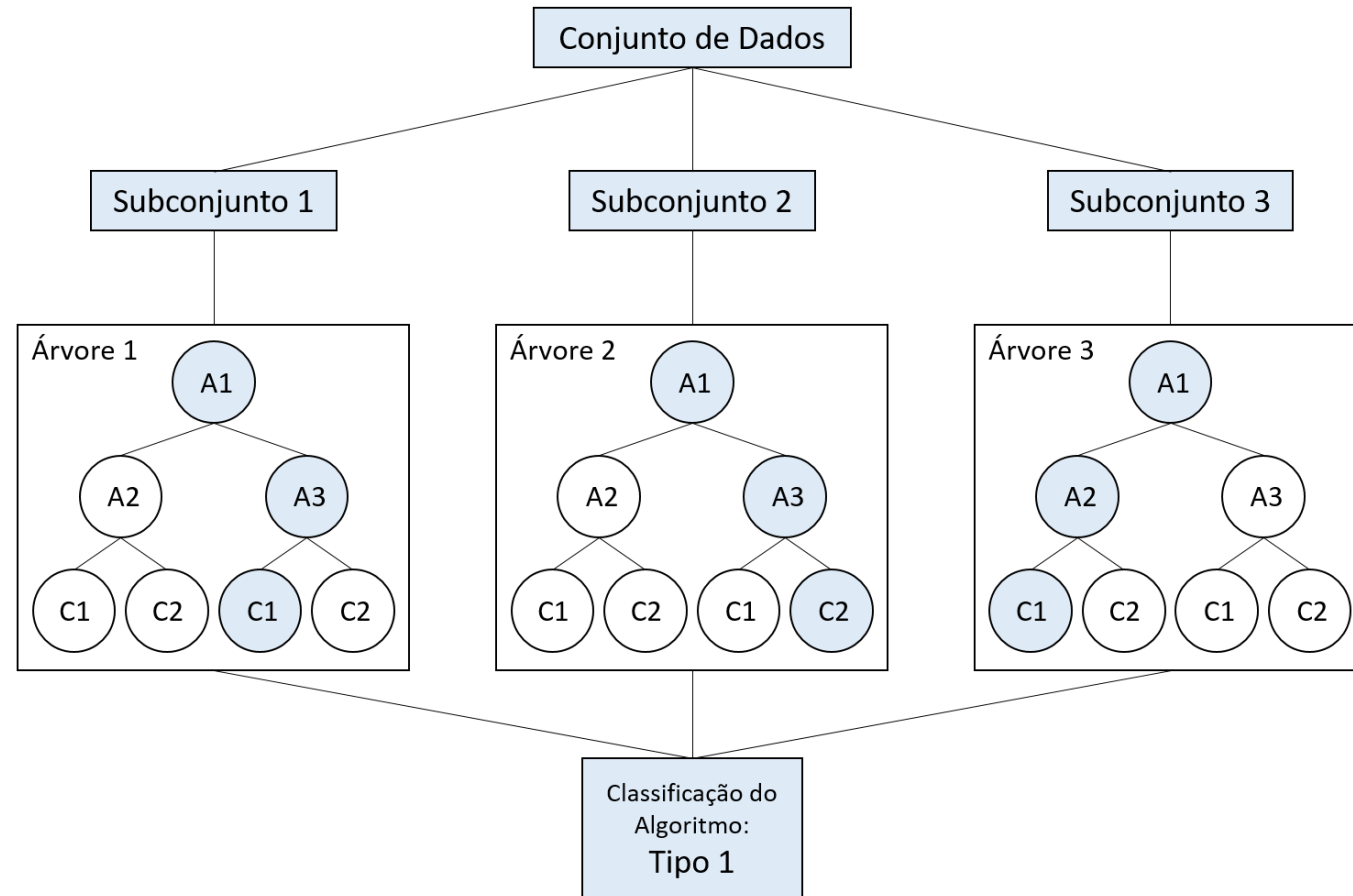 Conjunto de Dados
Subconjunto 1
Subconjunto 2
Subconjunto 3
Árvore 1
A1
A2
A3
C1
C2
C1
C2
Árvore 2
A1
A2
A3
C1
C2
C1
C2
Árvore 3
A1
A2
A3
C1
C2
C1
C2
Classificação do
Algoritmo:
Tipo 1